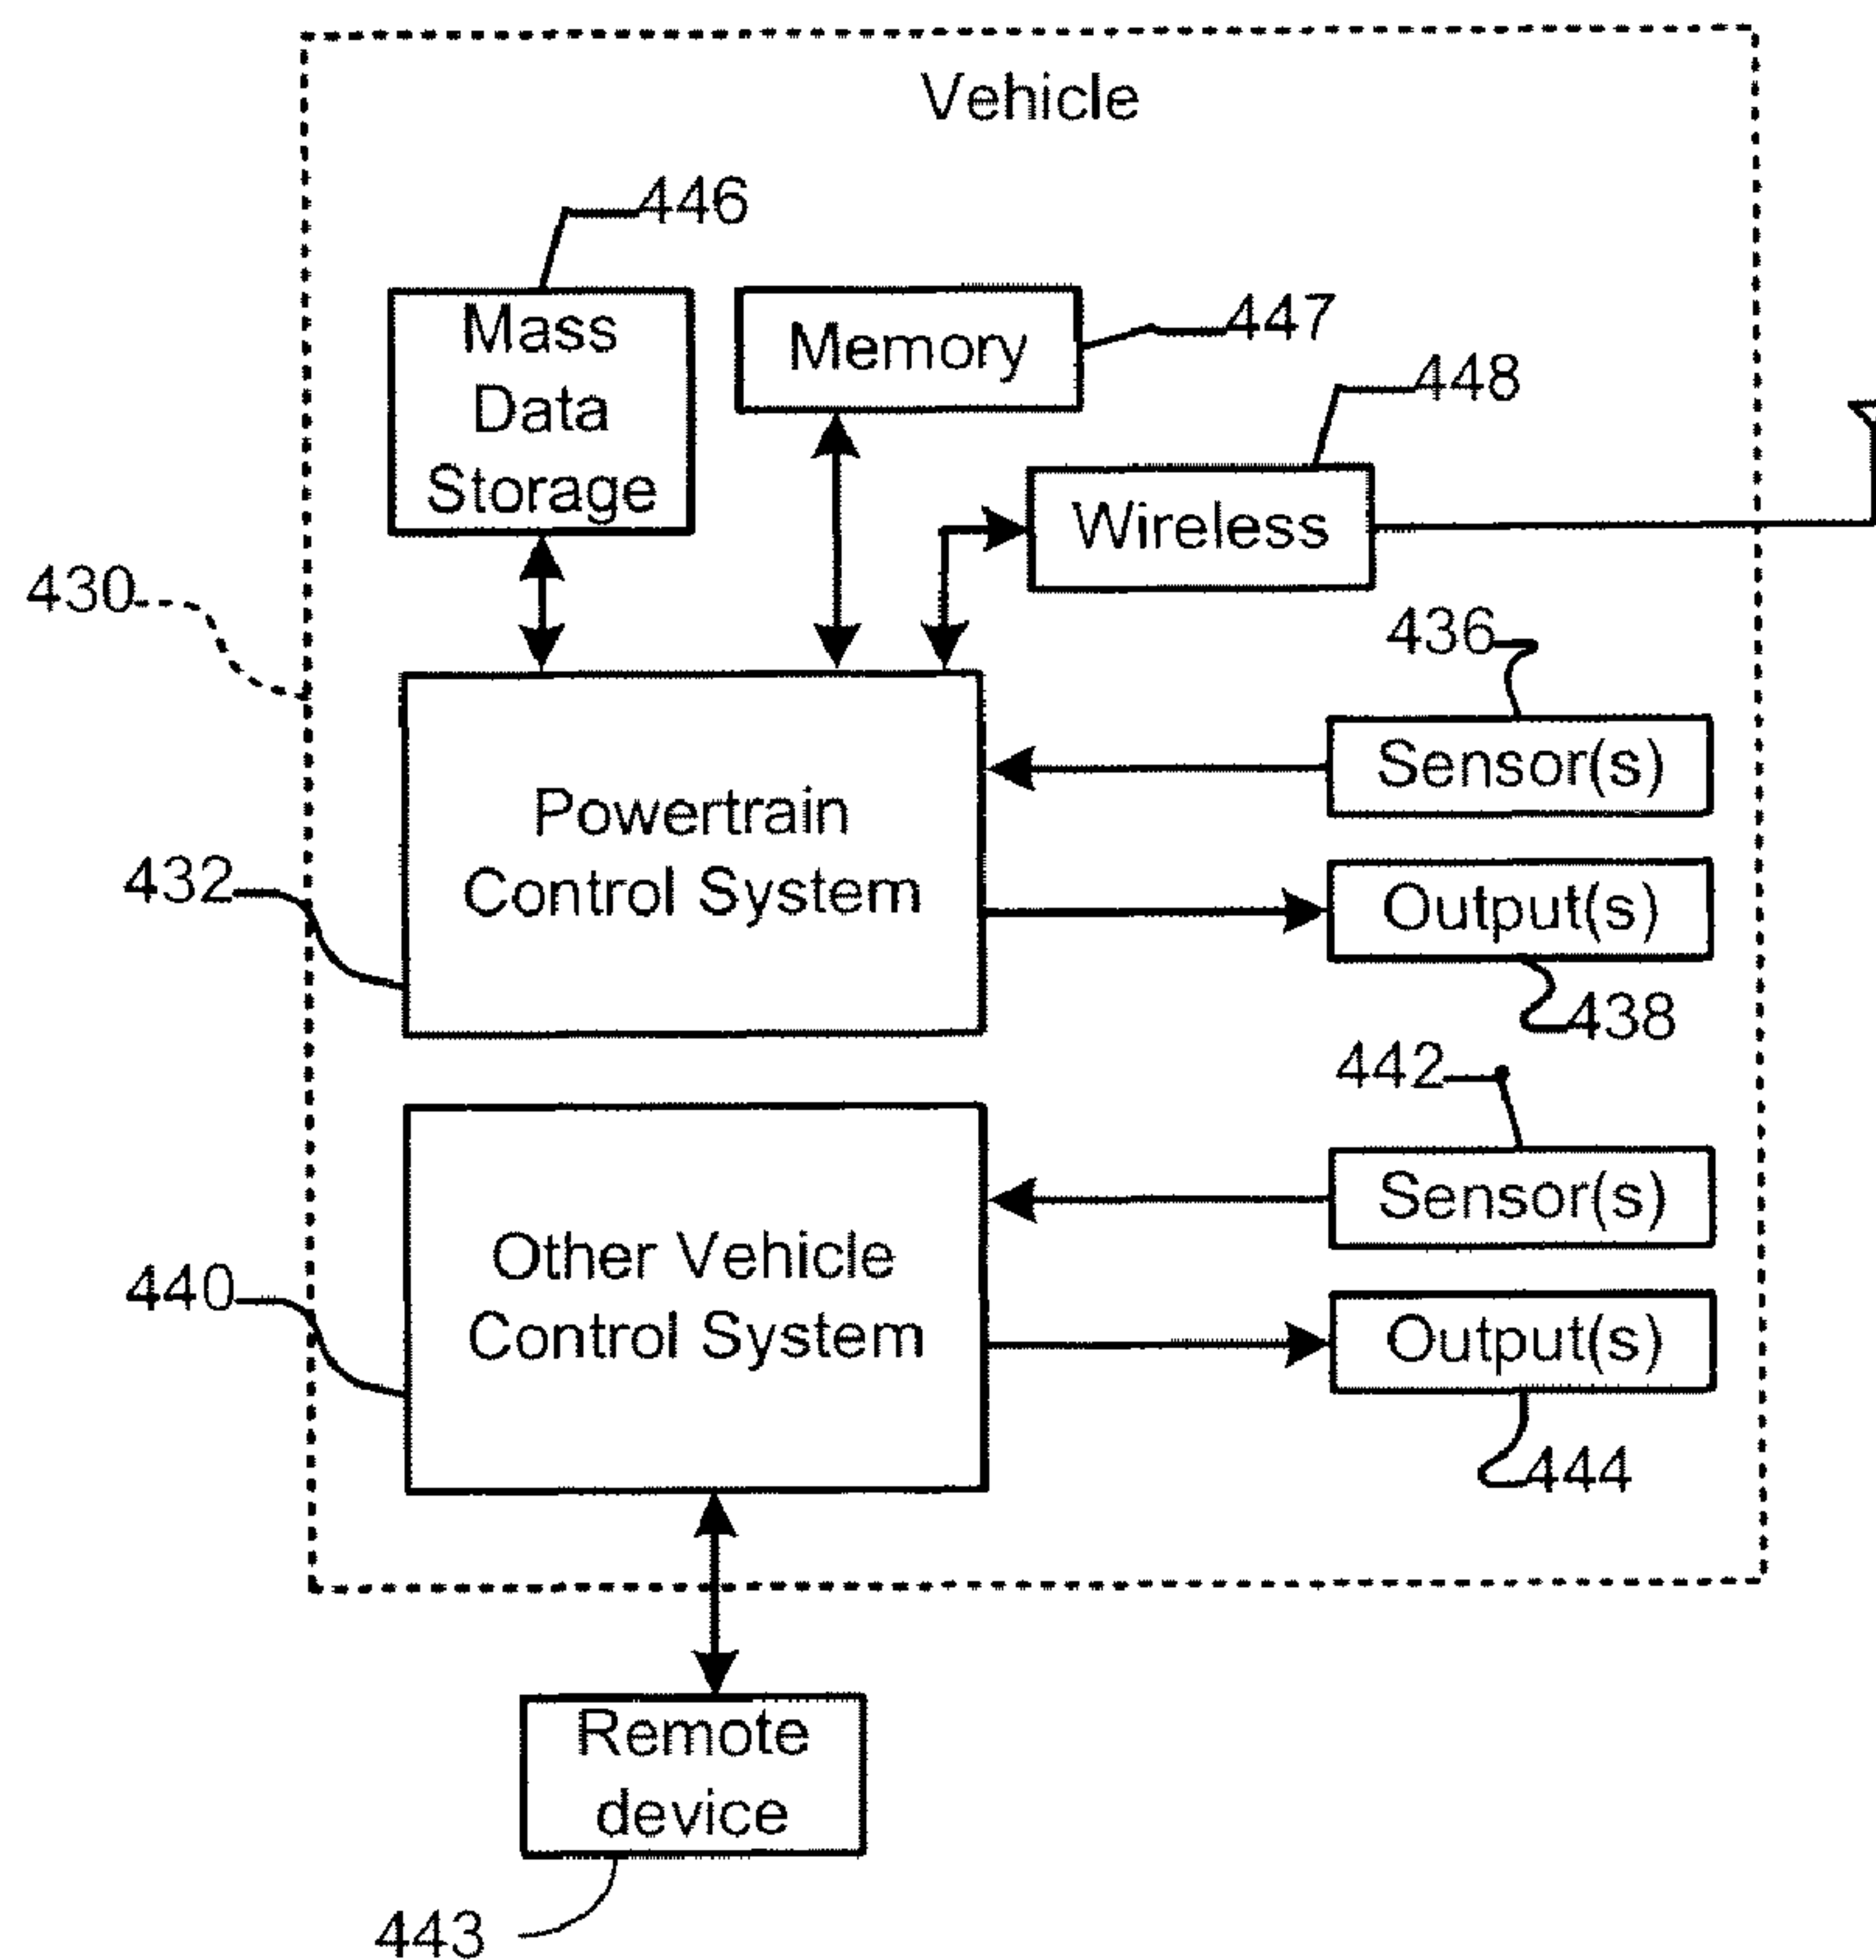 Vehicle
446
Mass
Data
Storage
Memory
447
448
Wireless
430
436
Sensor(s)
Powertrain
Control System
432
Output(s)
438
442
Sensor(s)
Other Vehicle
Control System
440
Output(s)
444
Remote
device
443